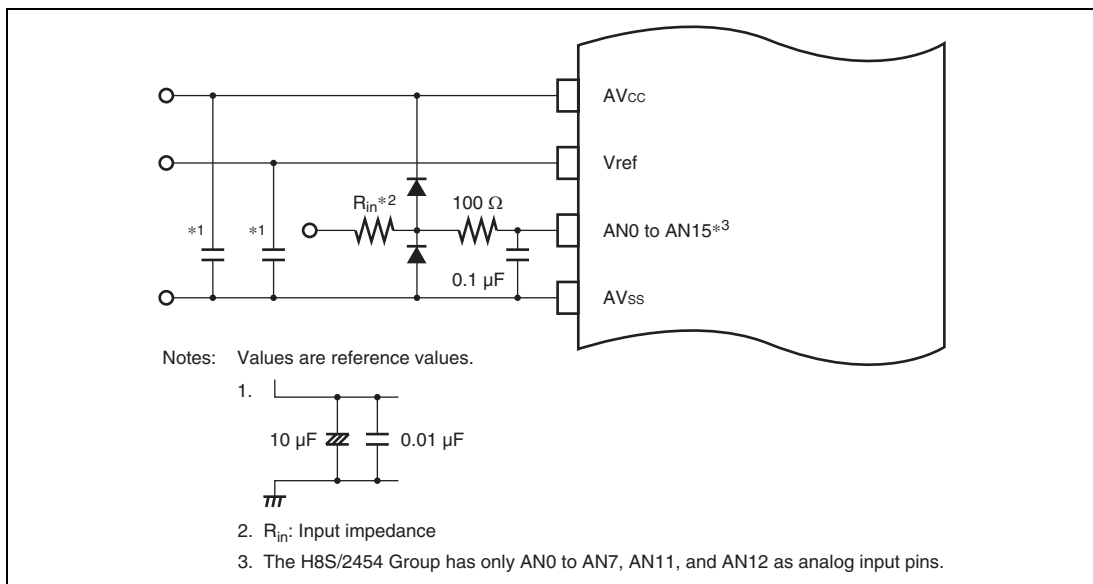 AVCC
Vref
Rin*2
100 Ω
*1
*1
AN0 to AN15*3
0.1 µF
AVSS
Notes: Values are reference values.
1.
10 µF
0.01 µF
2. Rin: Input impedance
3. The H8S/2454 Group has only AN0 to AN7, AN11, and AN12 as analog input pins.